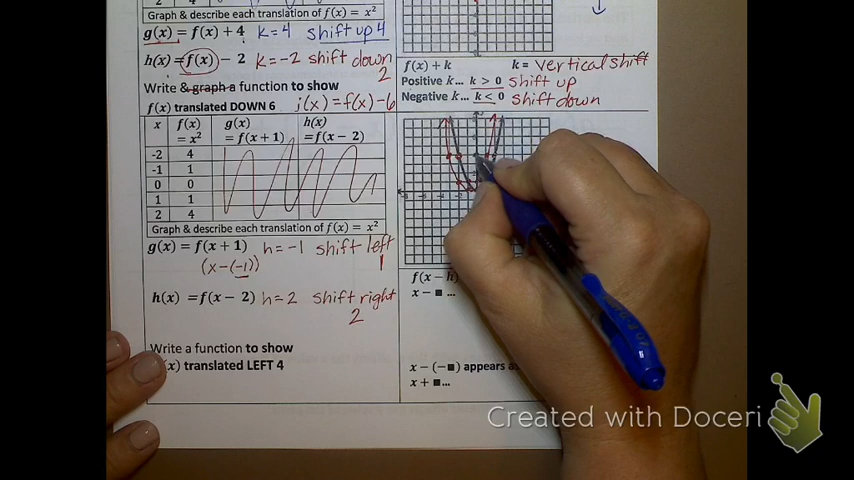 2 4
Graph & describe each translation of f(x) = x²
g(x) = f(x) + 4 k=4 shift up 4
h(x) = f(x) − 2 k=-2 shift down 2
Write & graph a function to show
f(x) translated DOWN 6 j(x) = f(x) -6
f(x) + k k = vertical shift
Positive k... k > 0 shift up
Negative k... k < 0 shift down
x f(x) = x² g(x) = f(x + 1) h(x) = f(x − 2)
-2 4
-1 1
0 0
1 1
2 4
Graph & describe each translation of f(x) = x²
g(x) = f(x + 1) h=-1 shift left 1
(x-(-1))
h(x) =f(x − 2) h=2 shift right 2
Write a function to show
(x) translated LEFT 4
f(x − h)
x − ■ ...
x − (−■) appears a
x + ■...
Created with Doceri